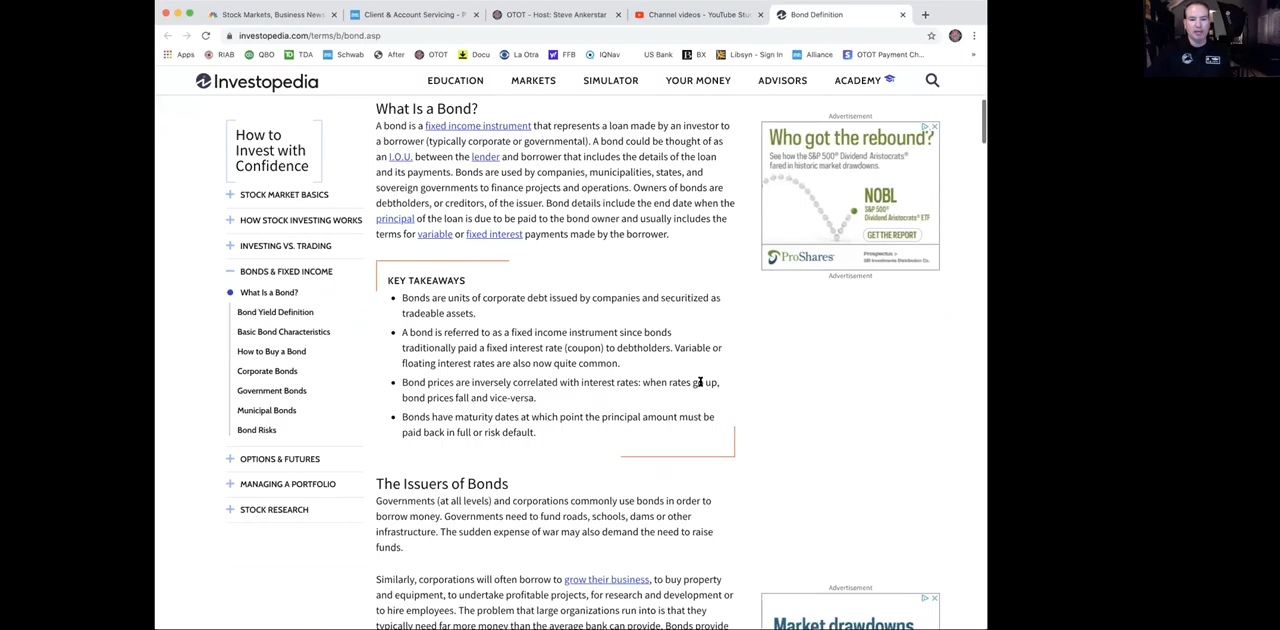 Stock Markets, Business News
Client & Account Servicing - P
OTOT - Host: Steve Ankerstar
Channel videos - YouTube Stu
Bond Definition
investopedia.com/terms/b/bond.asp
Apps RIAB QBO TDA Schwab After OTOT Docu La Otra FFB IQNav US Bank BX Libsyn - Sign In Alliance OTOT Payment Ch... »
Investopedia
EDUCATION MARKETS SIMULATOR YOUR MONEY ADVISORS ACADEMY
How to
Invest with
Confidence
STOCK MARKET BASICS
HOW STOCK INVESTING WORKS
INVESTING VS. TRADING
BONDS & FIXED INCOME
What Is a Bond?
Bond Yield Definition
Basic Bond Characteristics
How to Buy a Bond
Corporate Bonds
Government Bonds
Municipal Bonds
Bond Risks
OPTIONS & FUTURES
MANAGING A PORTFOLIO
STOCK RESEARCH
What Is a Bond?
A bond is a fixed income instrument that represents a loan made by an investor to
a borrower (typically corporate or governmental). A bond could be thought of as
an I.O.U. between the lender and borrower that includes the details of the loan
and its payments. Bonds are used by companies, municipalities, states, and
sovereign governments to finance projects and operations. Owners of bonds are
debtholders, or creditors, of the issuer. Bond details include the end date when the
principal of the loan is due to be paid to the bond owner and usually includes the
terms for variable or fixed interest payments made by the borrower.
KEY TAKEAWAYS
Bonds are units of corporate debt issued by companies and securitized as
tradeable assets.
A bond is referred to as a fixed income instrument since bonds
traditionally paid a fixed interest rate (coupon) to debtholders. Variable or
floating interest rates are also now quite common.
Bond prices are inversely correlated with interest rates: when rates go up,
bond prices fall and vice-versa.
Bonds have maturity dates at which point the principal amount must be
paid back in full or risk default.
The Issuers of Bonds
Governments (at all levels) and corporations commonly use bonds in order to
borrow money. Governments need to fund roads, schools, dams or other
infrastructure. The sudden expense of war may also demand the need to raise
funds.
Similarly, corporations will often borrow to grow their business, to buy property
and equipment, to undertake profitable projects, for research and development or
to hire employees. The problem that large organizations run into is that they
typically need far more money than the average bank can provide. Bonds provide
Advertisement
Who got the rebound?
See how the S&P 500® Dividend Aristocrats®
fared in historic market drawdowns.
NOBL
S&P 500®
Dividend Aristocrats® ETF
GET THE REPORT
ProShares
Prospectus >
SEI Investments Distribution Co.
Advertisement
Advertisement
Market drawdowns